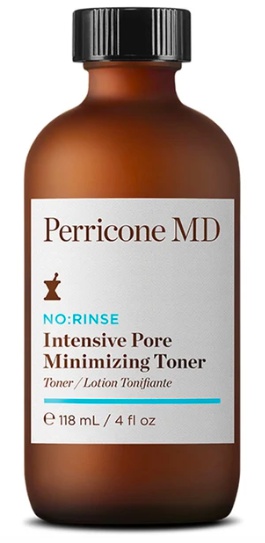 Perricone MD
NO:RINSE
Intensive Pore
Minimizing Toner
Toner / Lotion Tonifiante
℮ 118 mL / 4 fl oz